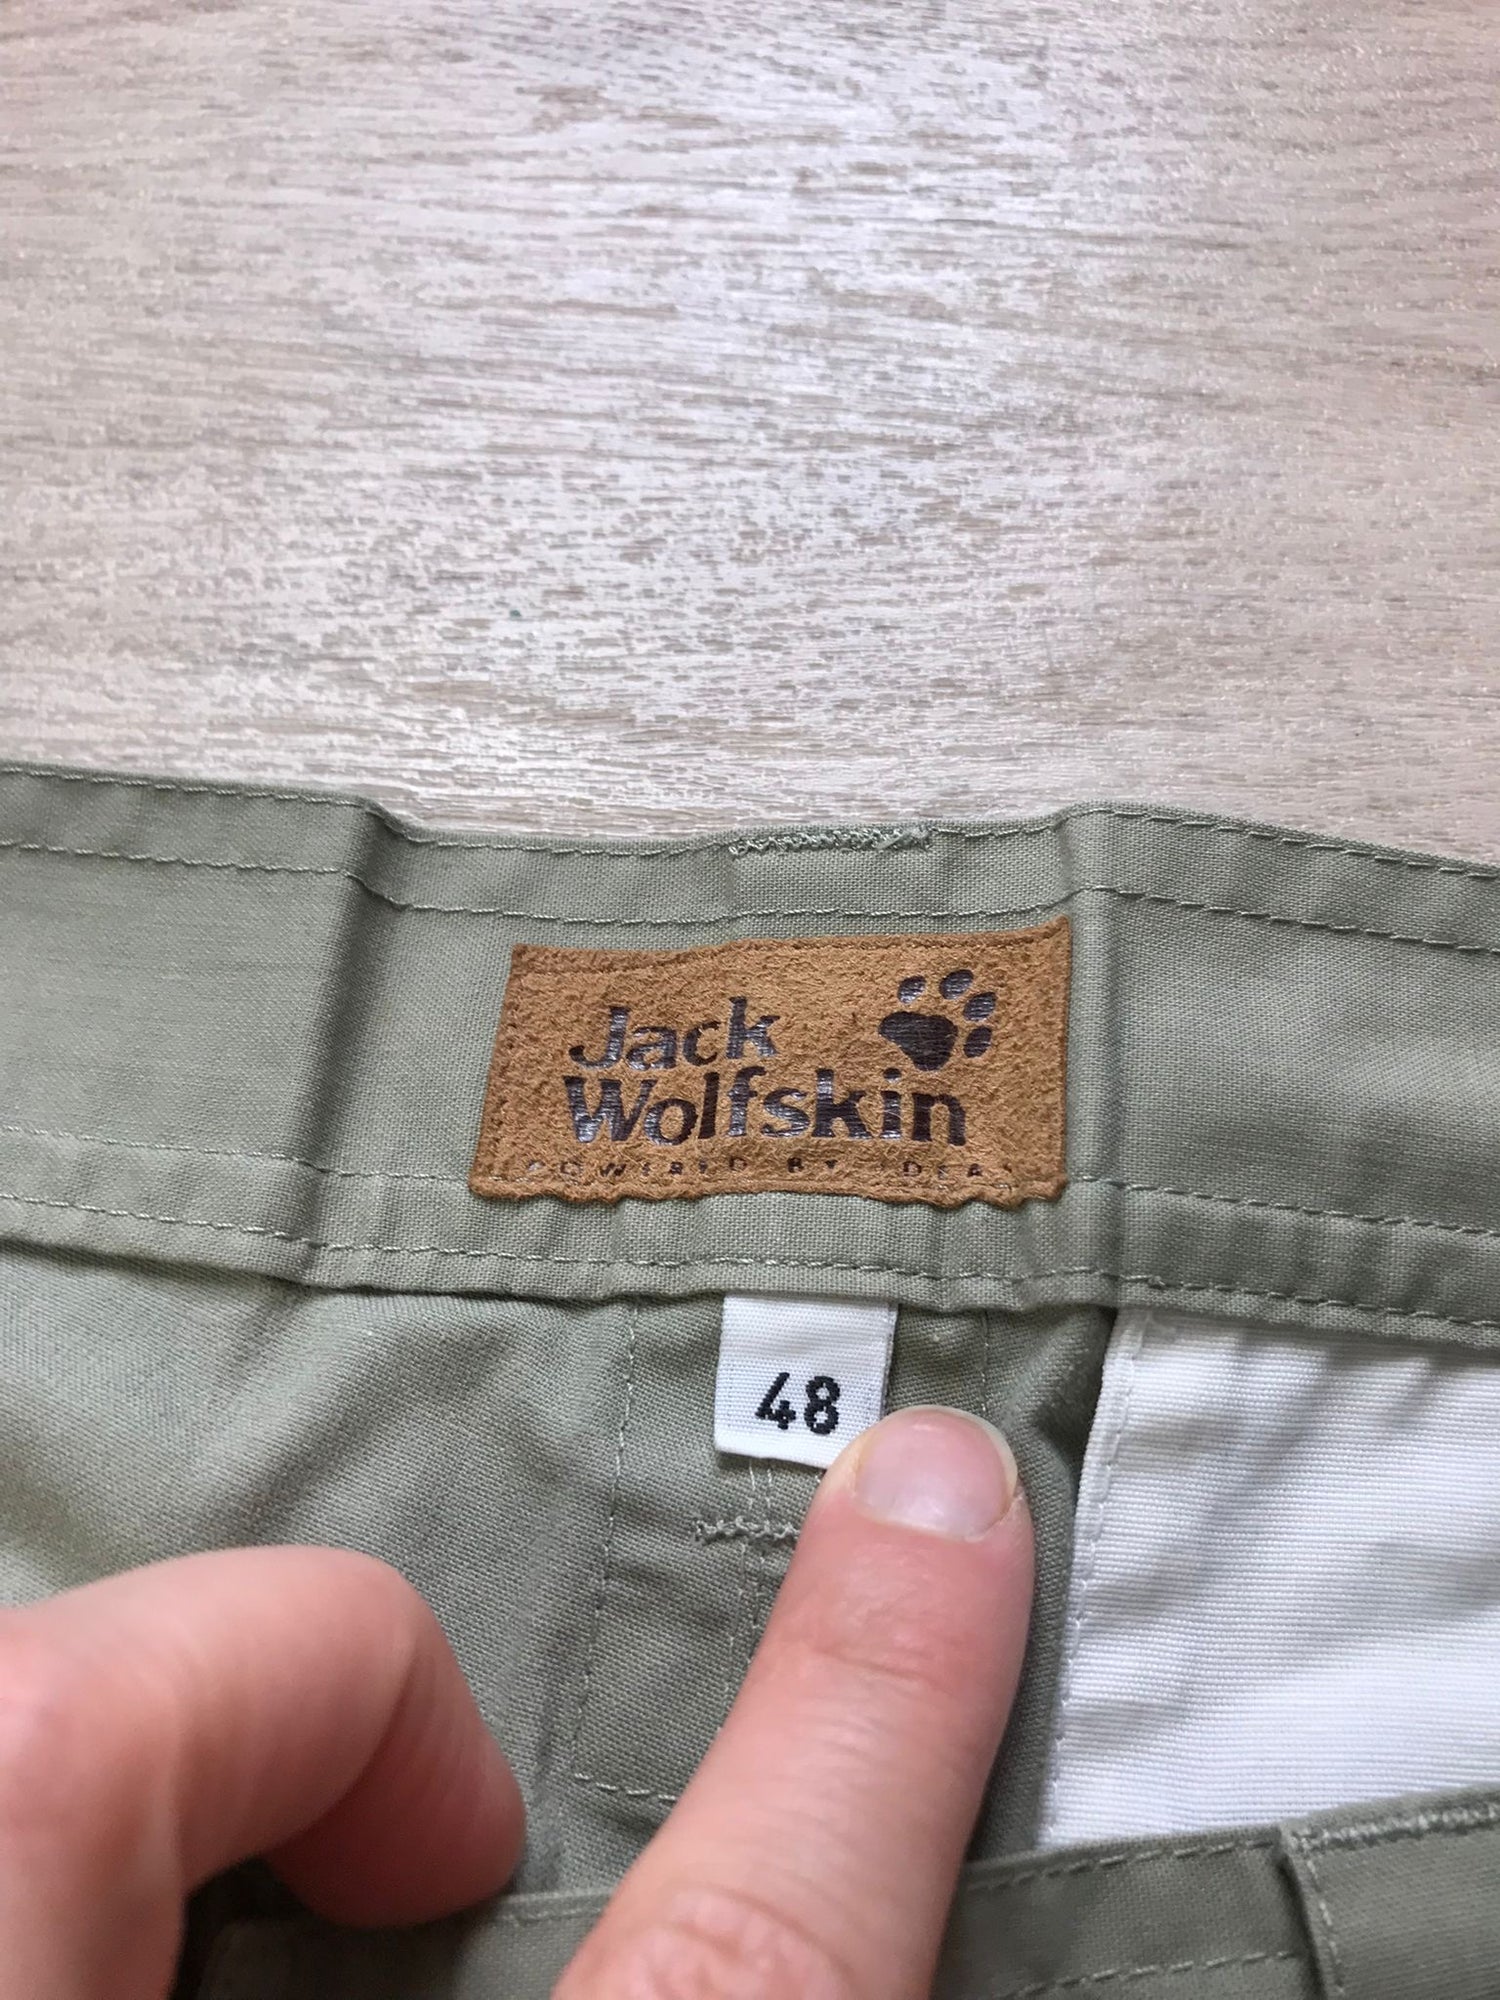 Jack
Wolfskin
POWERED BY IDEAS
48